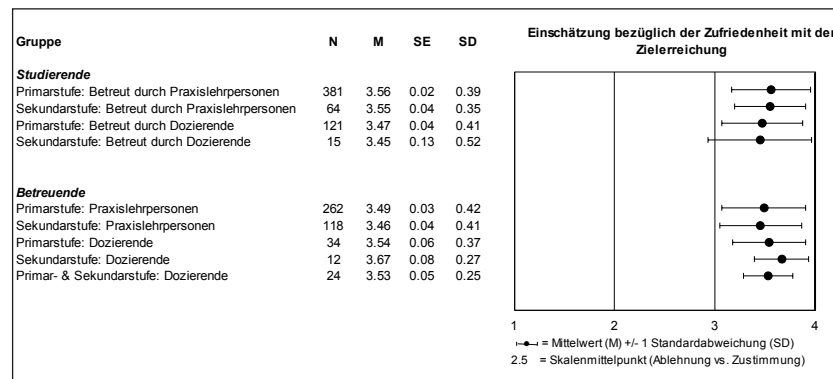 Einschätzung bezüglich der Zufriedenheit mit der
Zielerreichung
Gruppe N M SE SD
Studierende
Primarstufe: Betreut durch Praxislehrpersonen 381 3.56 0.02 0.39
Sekundarstufe: Betreut durch Praxislehrpersonen 64 3.55 0.04 0.35
Primarstufe: Betreut durch Dozierende 121 3.47 0.04 0.41
Sekundarstufe: Betreut durch Dozierende 15 3.45 0.13 0.52
Betreuende
Primarstufe: Praxislehrpersonen 262 3.49 0.03 0.42
Sekundarstufe: Praxislehrpersonen 118 3.46 0.04 0.41
Primarstufe: Dozierende 34 3.54 0.06 0.37
Sekundarstufe: Dozierende 12 3.67 0.08 0.27
Primar- & Sekundarstufe: Dozierende 24 3.53 0.05 0.25
1 2 3 4
= Mittelwert (M) +/- 1 Standardabweichung (SD)
2.5 = Skalenmittelpunkt (Ablehnung vs. Zustimmung)